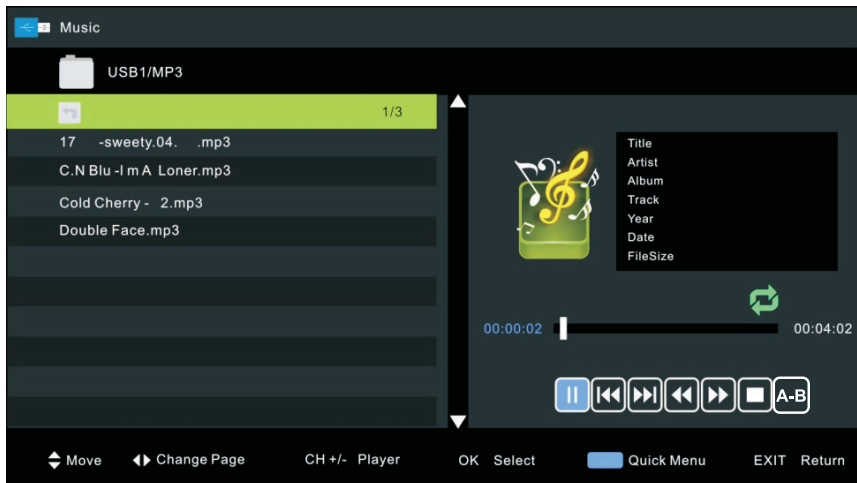 Music
USB1/MP3
1/3
17 -sweety.04. .mp3
C.N Blu -I m A Loner.mp3
Cold Cherry - 2.mp3
Double Face.mp3
Title
Artist
Album
Track
Year
Date
FileSize
00:00:02 00:04:02
A-B
Move Change Page CH +/- Player OK Select Quick Menu EXIT Return